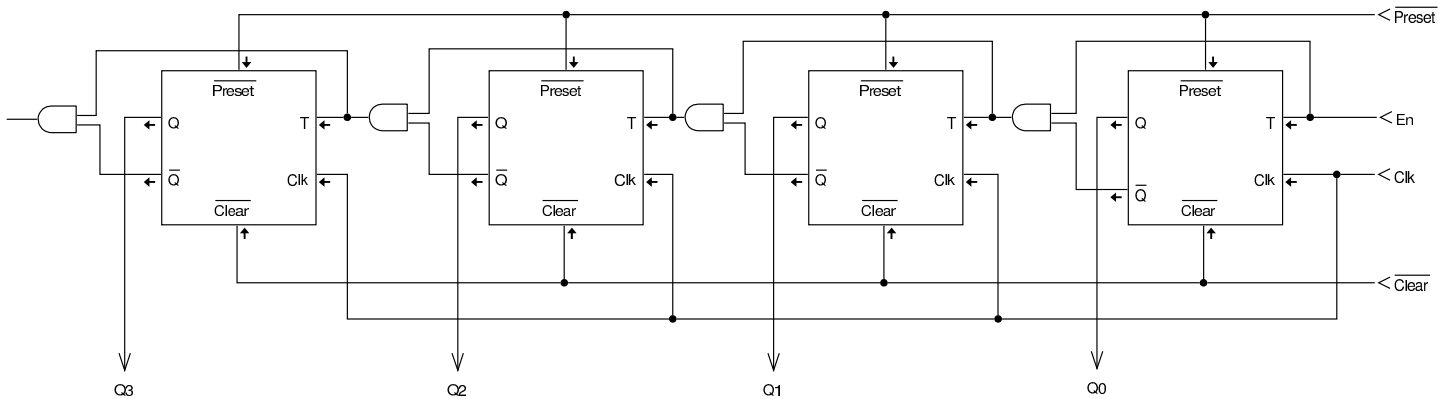 Preset
Preset Preset Preset Preset
Q T Q T Q T Q T En
Q Clk Q Clk Q Clk Q Clk Clk
Clear Clear Clear Clear
Clear
Q3 Q2 Q1 Q0